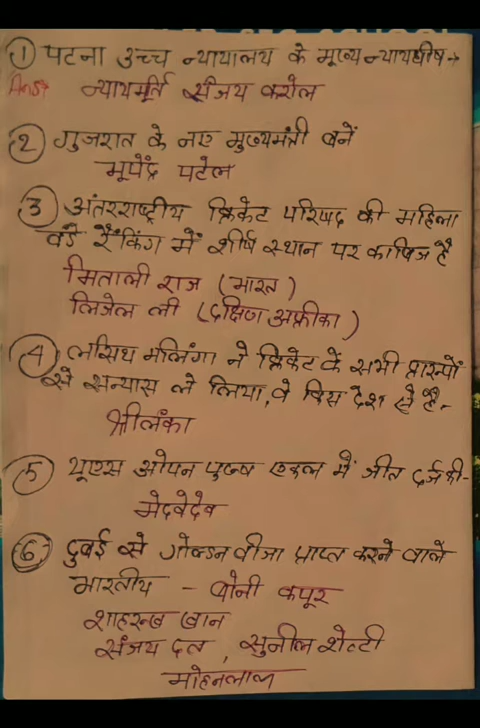 ① पटना उच्च न्यायालय के मुख्य न्यायधीष →
Ans→ न्यायमूर्ति संजय करोल
② गुजरात के नए मुख्यमंत्री बनें
भूपेंद्र पटेल
③ अंतरराष्ट्रीय क्रिकेट परिषद की महिला
वडे रैंकिंग में शीर्ष स्थान पर काबिज है
मिताली राज (भारत)
लिजेल ली (दक्षिण अफ्रीका)
④ लसिथ मलिंगा ने क्रिकेट के सभी प्रारूपों
से सन्यास ले लिया, वे किस देश से है-
श्रीलंका
⑤ यूएस ओपन पुरुष एकल में जीत दर्ज की-
मेदवेदेव
⑥ दुबई से गोल्डन वीजा प्राप्त करने वाले
भारतीय - बोनी कपूर
शाहरुख खान
संजय दत्त, सुनील शेट्टी
मोहनलाल